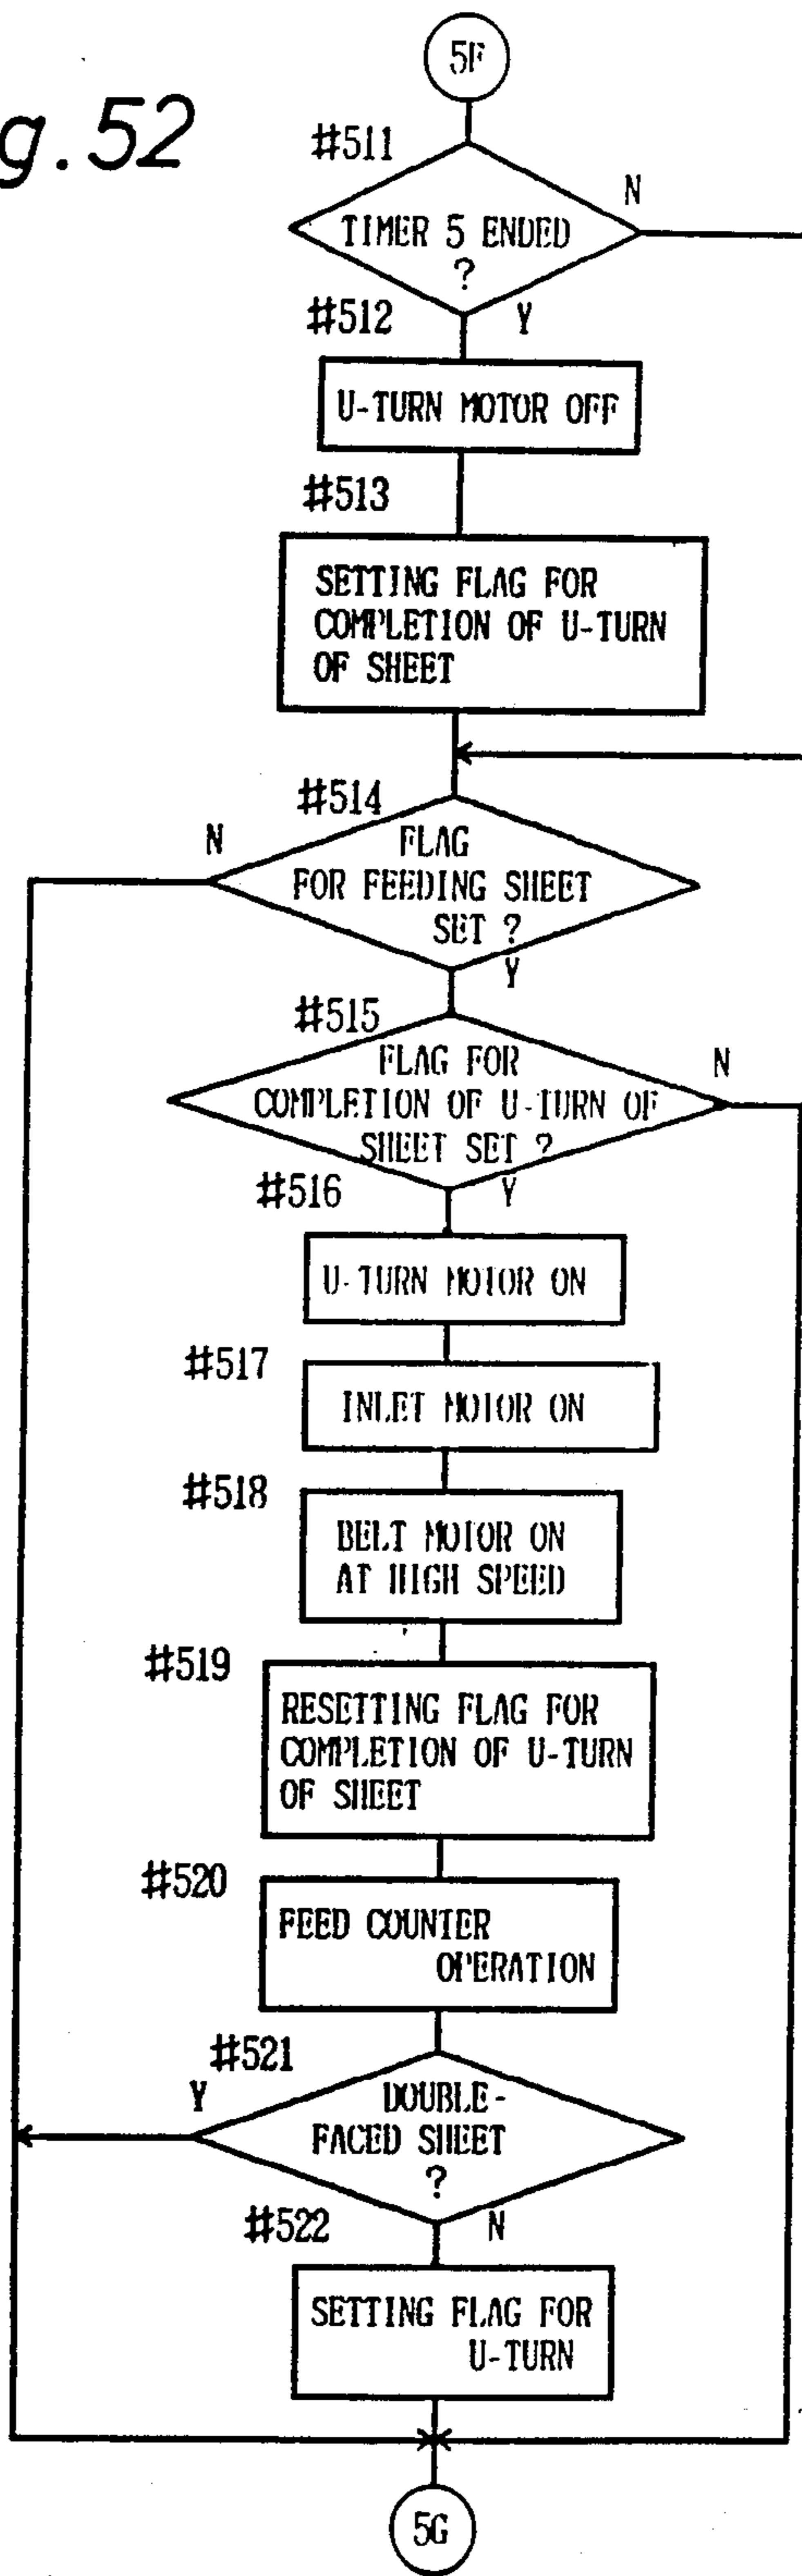 5F
g.52
#511
N
TIMER 5 ENDED
?
#512
Y
U-TURN MOTOR OFF
#513
SETTING FLAG FOR
COMPLETION OF U-TURN
OF SHEET
#514
N
FLAG
FOR FEEDING SHEET
SET ?
Y
#515
FLAG FOR
N
COMPLETION OF U-TURN OF
SHEET SET ?
#516
Y
U-TURN MOTOR ON
#517
INLET MOTOR ON
#518
BELT MOTOR ON
AT HIGH SPEED
#519
RESETTING FLAG FOR
COMPLETION OF U-TURN
OF SHEET
#520
FEED COUNTER
OPERATION
#521
Y
DOUBLE-
FACED SHEET
?
#522
N
SETTING FLAG FOR
U-TURN
5G